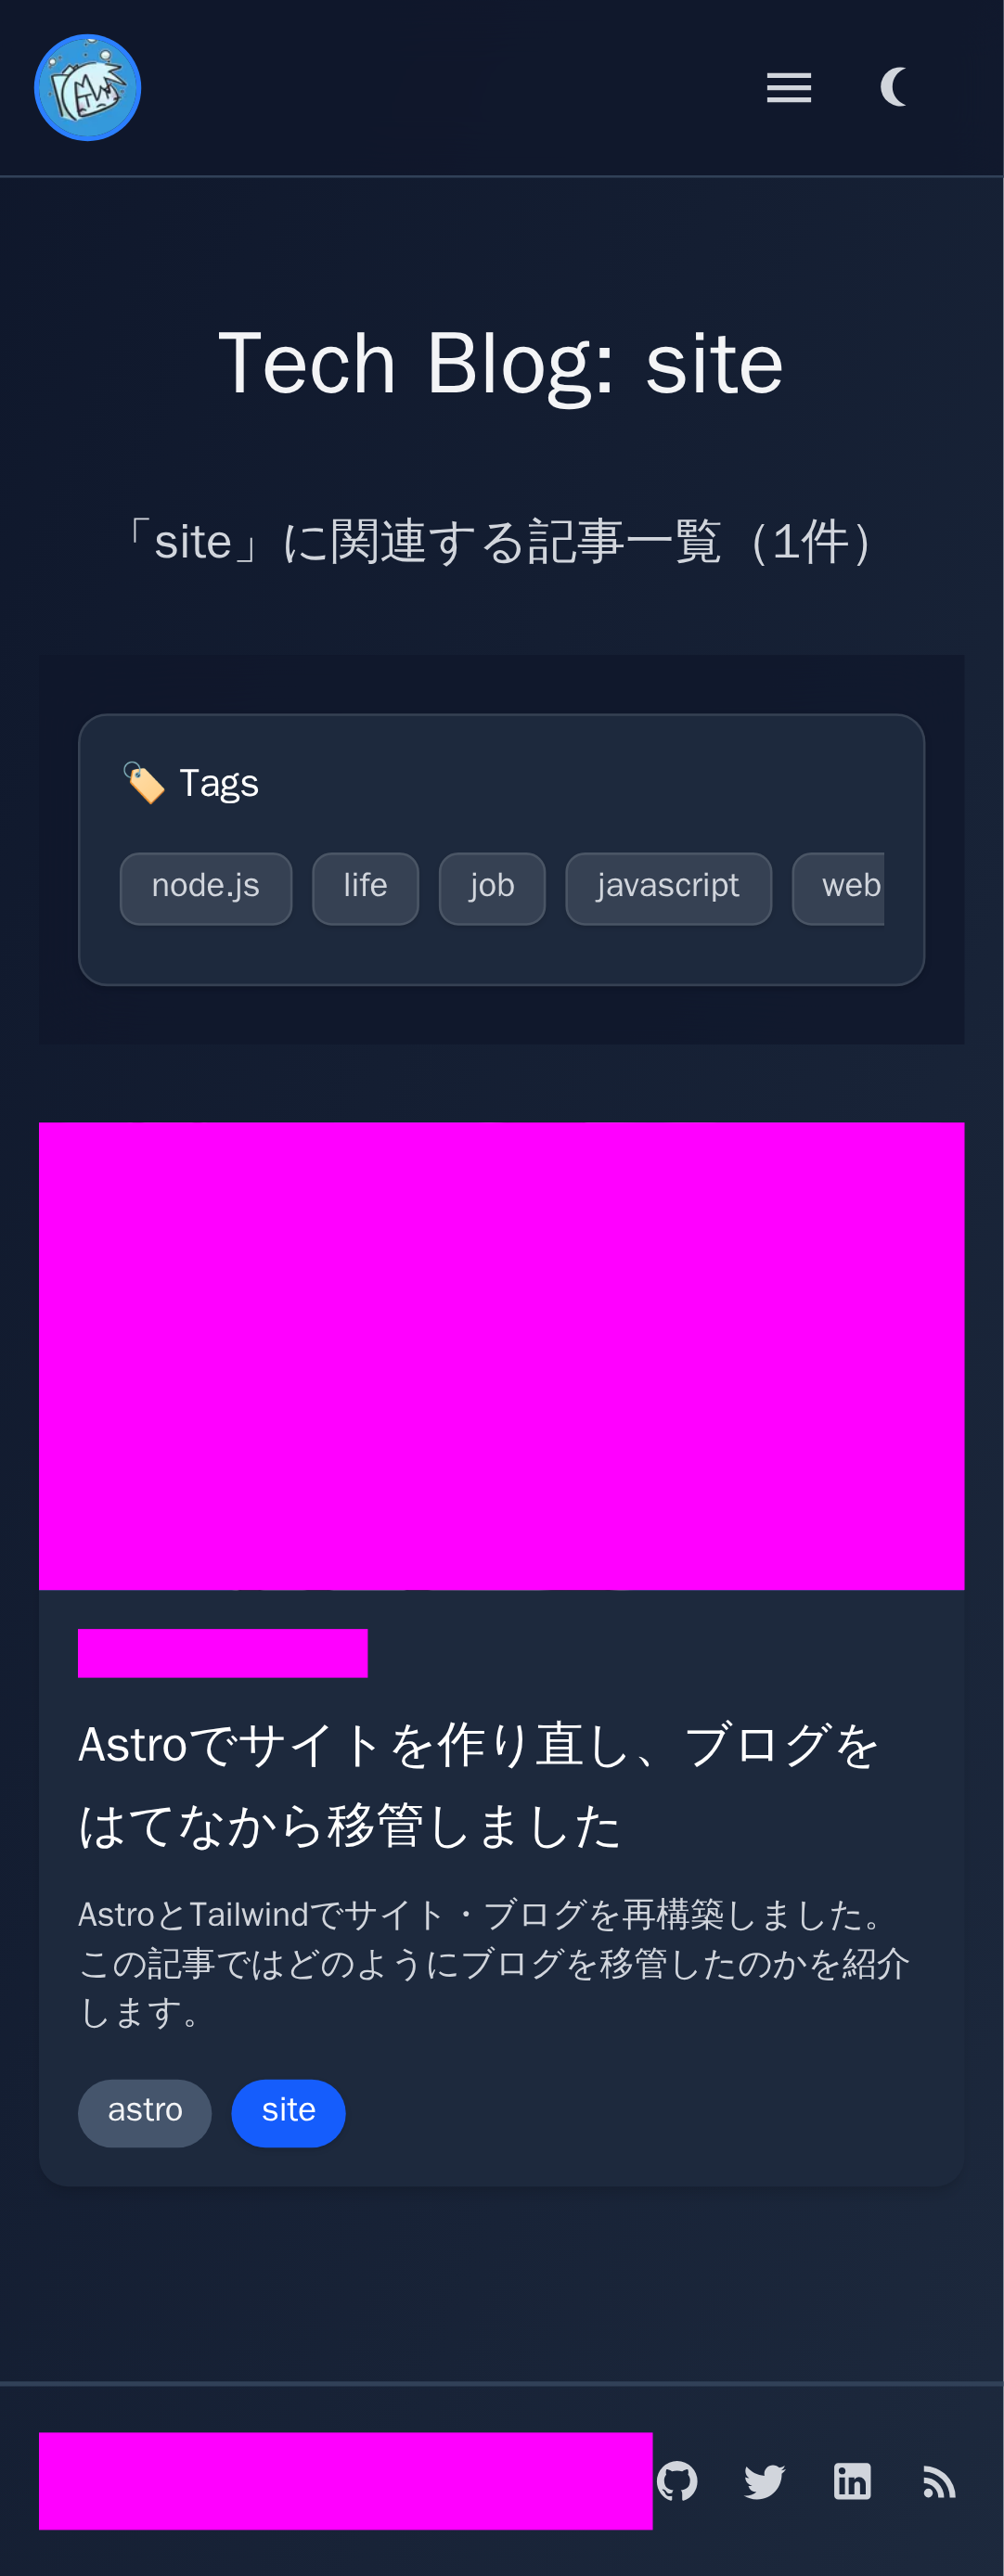 Tech Blog: site
「site」に関連する記事一覧（1件）
🏷️ Tags
node.js life job javascript web
Astroでサイトを作り直し、ブログを
はてなから移管しました
AstroとTailwindでサイト・ブログを再構築しました。
この記事ではどのようにブログを移管したのかを紹介
します。
astro site